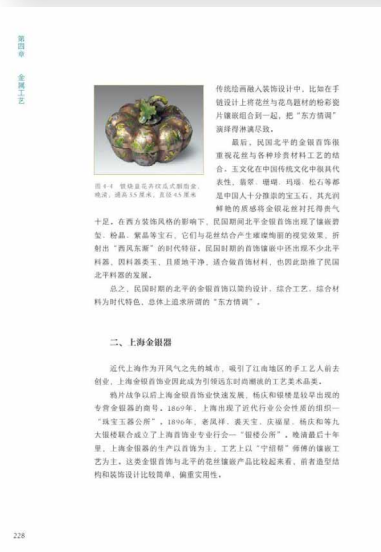 第四章 金属工艺
传统绘画融入装饰设计中。比如在手
链设计上将花丝与花鸟题材的粉彩瓷
片镶嵌组合到一起，把“东方情调”
演绎得淋漓尽致。
最后，民国北平的金银首饰很
重视花丝与各种珍贵材料工艺的结
合。玉文化在中国传统文化中极具代
表性，翡翠、珊瑚、玛瑙、松石等都
是中国人十分推崇的宝玉石，其光润
鲜艳的质感将金银花丝衬托得贵气
图4-4 银烧蓝花卉纹瓜式胭脂盒，
晚清，通高5.5厘米，直径4.5厘米
十足。在西方装饰风格的影响下，民国期间北平金银首饰出现了镶嵌碧
玺、粉晶、紫晶等宝石，它们与花丝结合产生璀璨绚丽的视觉效果，折
射出“西风东渐”的时代特征。民国时期的首饰镶嵌中还出现不少北平
料器，因料器类玉，且质地干净，适合做首饰材料，也因此助推了民国
北平料器的发展。
总之，民国时期的北平的金银首饰以简约设计、综合工艺、综合材
料为时代特色，总体上追求所谓的“东方情调”。
二、上海金银器
近代上海作为开风气之先的城市，吸引了江南地区的手工艺人前去
创业，上海金银首饰业因此成为引领远东时尚潮流的工艺美术品类。
鸦片战争以后上海金银首饰业快速发展，杨庆和银楼是较早出现的
专营金银器的商号。1869年，上海出现了近代行业公会性质的组织—
“珠宝玉器公所”。1896年，老凤祥、裘天宝、庆福星、杨庆和等九
大银楼联合成立了上海首饰业专业行会—“银楼公所”。晚清最后十年
里，上海金银器的生产以首饰为主，工艺上以“宁绍帮”师傅的镶嵌工
艺为主。这类金银首饰与北平的花丝镶嵌产品比较起来看，前者造型结
构和装饰设计比较简单，偏重实用性。
228